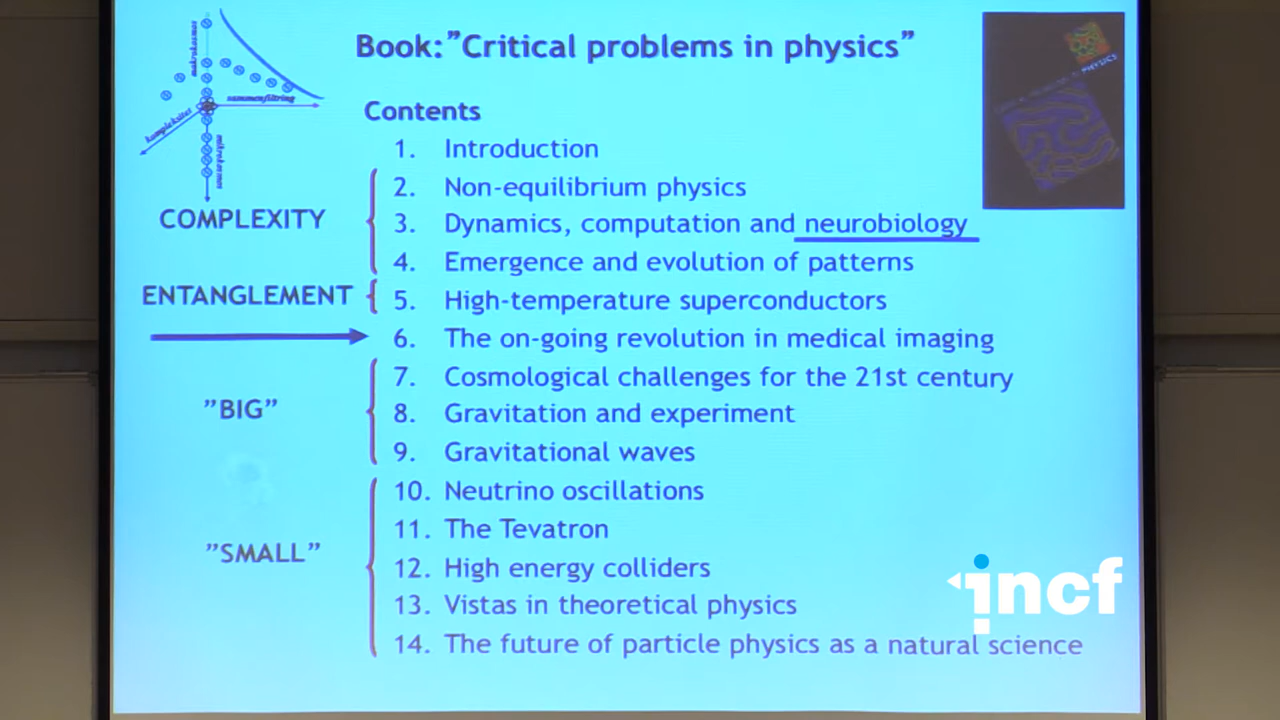 Book:”Critical problems in physics”
sammenfiltring
kompleksitet
mikrokosmos
PHYSICS
Contents
1. Introduction
2. Non-equilibrium physics
COMPLEXITY
3. Dynamics, computation and neurobiology
4. Emergence and evolution of patterns
ENTANGLEMENT
5. High-temperature superconductors
6. The on-going revolution in medical imaging
7. Cosmological challenges for the 21st century
”BIG”
8. Gravitation and experiment
9. Gravitational waves
10. Neutrino oscillations
11. The Tevatron
”SMALL”
12. High energy colliders
13. Vistas in theoretical physics
14. The future of particle physics as a natural science
incf